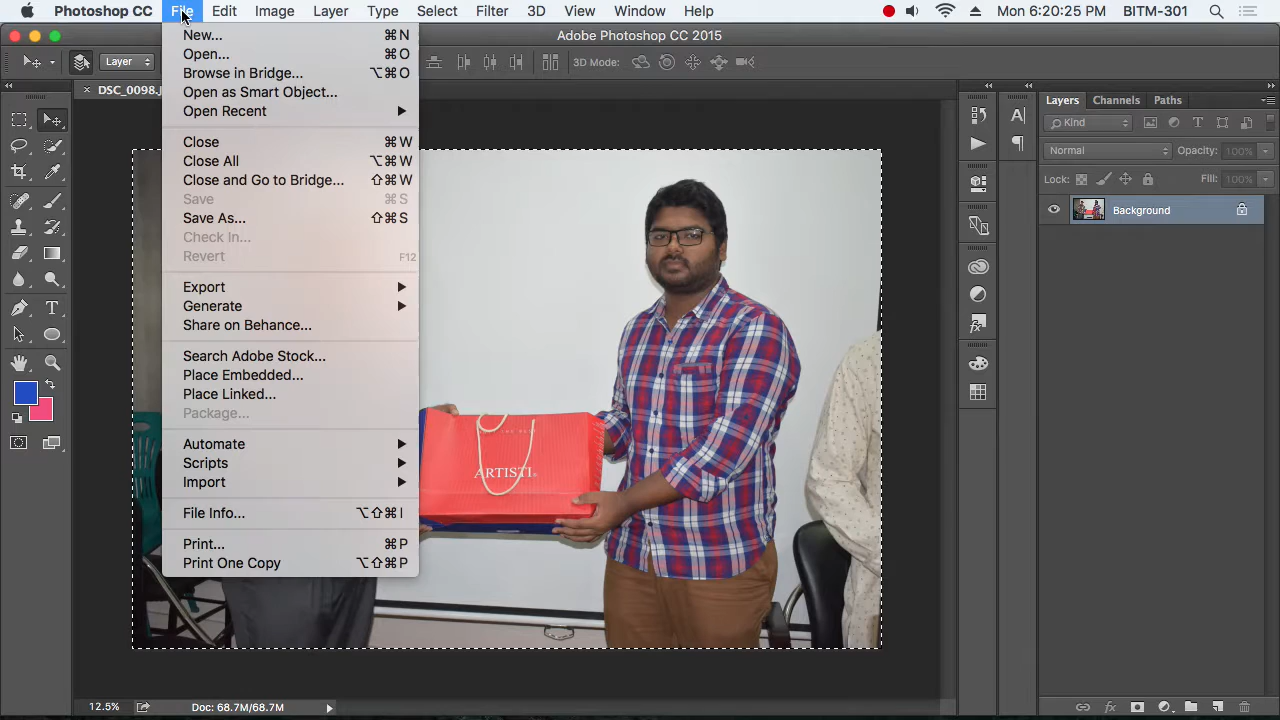 Photoshop CC File Edit Image Layer Type Select Filter 3D View Window Help Mon 6:20:25 PM BITM-301
Adobe Photoshop CC 2015
Layer 3D Mode:
DSC_0098.J
New... ⌘N
Open... ⌘O
Browse in Bridge... ⌥⌘O
Open as Smart Object...
Open Recent
Close ⌘W
Close All ⌥⌘W
Close and Go to Bridge... ⇧⌘W
Save ⌘S
Save As... ⇧⌘S
Check In...
Revert F12
Export
Generate
Share on Behance...
Search Adobe Stock...
Place Embedded...
Place Linked...
Package...
Automate
Scripts
Import
File Info... ⌥⇧⌘I
Print... ⌘P
Print One Copy ⌥⇧⌘P
ARTISTI
Layers Channels Paths
Kind
Normal Opacity: 100%
Lock: Fill: 100%
Background
12.5% Doc: 68.7M/68.7M